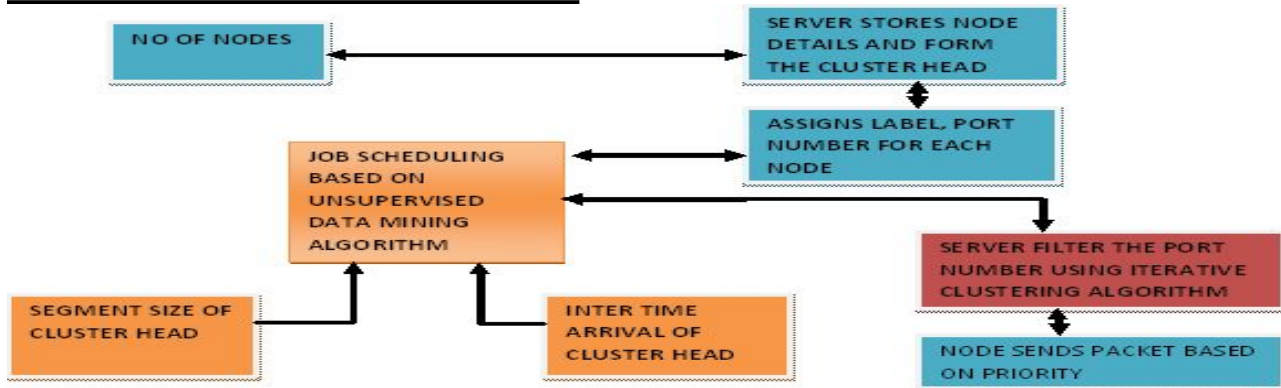 NO OF NODES
SERVER STORES NODE
DETAILS AND FORM
THE CLUSTER HEAD
ASSIGNS LABEL, PORT
NUMBER FOR EACH
NODE
JOB SCHEDULING
BASED ON
UNSUPERVISED
DATA MINING
ALGORITHM
SERVER FILTER THE PORT
NUMBER USING ITERATIVE
CLUSTERING ALGORITHM
SEGMENT SIZE OF
CLUSTER HEAD
INTER TIME
ARRIVAL OF
CLUSTER HEAD
NODE SENDS PACKET BASED
ON PRIORITY